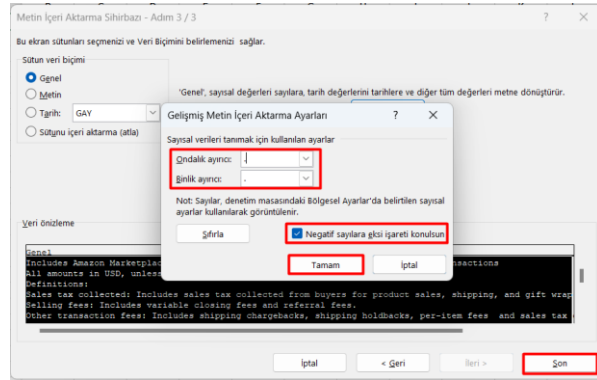 Metin İçeri Aktarma Sihirbazı - Adım 3 / 3
Bu ekran sütunları seçmenizi ve Veri Biçimini belirlemenizi sağlar.
Sütun veri biçimi
Genel
Metin
Tarih: GAY
Sütunu içeri aktarma (atla)
'Genel', sayısal değerleri sayılara, tarih değerlerini tarihlere ve diğer tüm değerleri metne dönüştürür.
Gelişmiş Metin İçeri Aktarma Ayarları
Sayısal verileri tanımak için kullanılan ayarlar
Ondalık ayırıcı: .
Binlik ayırıcı: .
Not: Sayılar, denetim masasındaki Bölgesel Ayarlar'da belirtilen sayısal
ayarlar kullanılarak görüntülenir.
Sıfırla
Negatif sayılara eksi işareti konulsun
Tamam
İptal
Veri önizleme
Genel
Includes Amazon Marketplac nsactions
All amounts in USD, unless
Definitions:
Sales tax collected: Includes sales tax collected from buyers for product sales, shipping, and gift wrap
Selling fees: Includes variable closing fees and referral fees.
Other transaction fees: Includes shipping chargebacks, shipping holdbacks, per-item fees and sales tax
İptal
< Geri
İleri >
Son